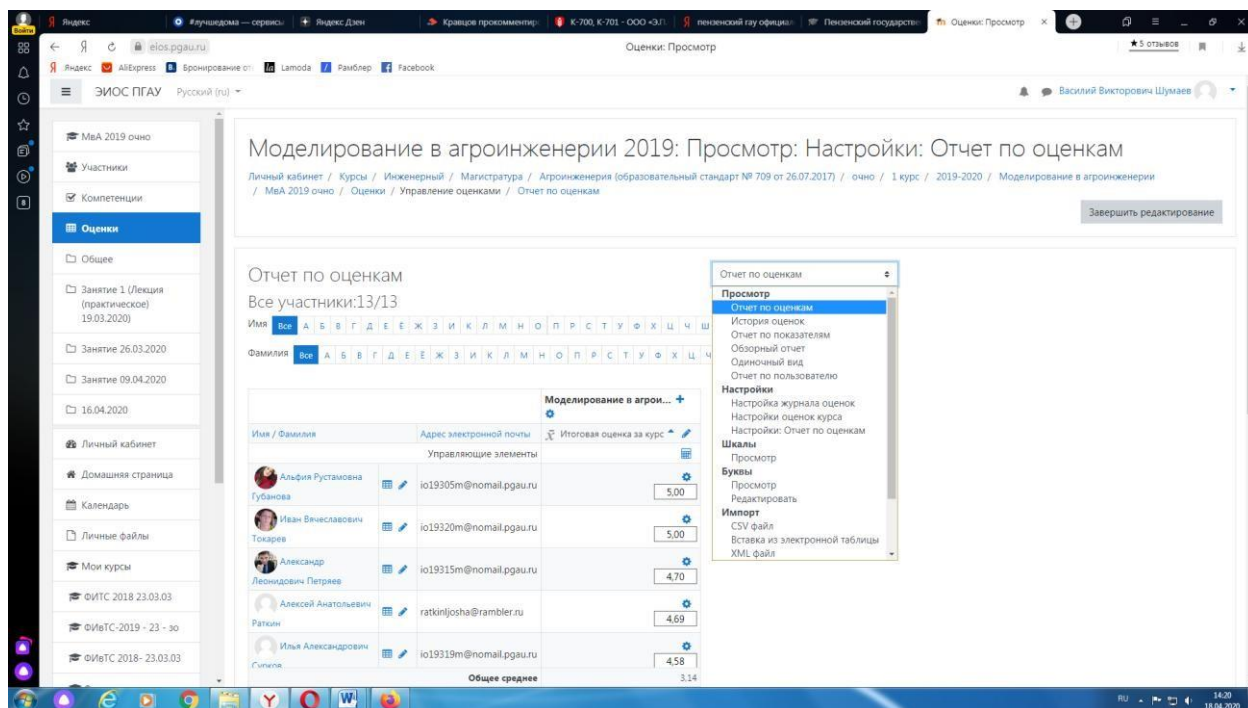 Войти
Яндекс
#лучшедома — сервисы
Яндекс Дзен
Кравцов прокомментиро
К-700, К-701 - ООО «З.П.
пензенский гау официал
Пензенский государстве
Оценки: Просмотр
elos.pgau.ru
Оценки: Просмотр
★ 5 отзывов
Яндекс
AliExpress
Бронирование от
Lamoda
Рамблер
Facebook
ЭИОС ПГАУ
Русский (ru)
Василий Викторович Шумаев
МвА 2019 очно
Участники
Компетенции
Оценки
Общее
Занятие 1 (Лекция
(практическое)
19.03.2020)
Занятие 26.03.2020
Занятие 09.04.2020
16.04.2020
Личный кабинет
Домашняя страница
Календарь
Личные файлы
Мои курсы
ФИТС 2018 23.03.03
ФИвТС-2019 - 23 - зо
ФИвТС 2018- 23.03.03
Моделирование в агроинженерии 2019: Просмотр: Настройки: Отчет по оценкам
Личный кабинет / Курсы / Инженерный / Магистратура / Агроинженерия (образовательный стандарт № 709 от 26.07.2017) / очно / 1 курс / 2019-2020 / Моделирование в агроинженерии
/ МвА 2019 очно / Оценки / Управление оценками / Отчет по оценкам
Завершить редактирование
Отчет по оценкам
Все участники:13/13
Имя Все А Б В Г Д Е Ё Ж З И К Л М Н О П Р С Т У Ф Х Ц Ч Ш
Фамилия Все А Б В Г Д Е Ё Ж З И К Л М Н О П Р С Т У Ф Х Ц Ч
Отчет по оценкам
Просмотр
Отчет по оценкам
История оценок
Отчет по показателям
Обзорный отчет
Одиночный вид
Отчет по пользователю
Настройки
Настройка журнала оценок
Настройки оценок курса
Настройки: Отчет по оценкам
Шкалы
Просмотр
Буквы
Просмотр
Редактировать
Импорт
CSV файл
Вставка из электронной таблицы
XML файл
Моделирование в агрои...
Имя / Фамилия
Адрес электронной почты
Итоговая оценка за курс
Управляющие элементы
Альфия Рустамовна
Губанова
io19305m@nomail.pgau.ru
5,00
Иван Вячеславович
Токарев
io19320m@nomail.pgau.ru
5,00
Александр
Леонидович Петряев
io19315m@nomail.pgau.ru
4,70
Алексей Анатольевич
Раткин
ratkinljosha@rambler.ru
4,69
Илья Александрович
Сурков
io19319m@nomail.pgau.ru
4,58
Общее среднее
3,14
RU
14:20
18.04.2020